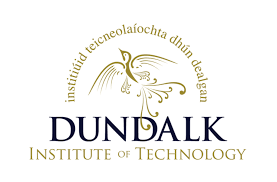 institiúid teicneolaíochta dhún dealgan
DUNDALK
INSTITUTE OF TECHNOLOGY